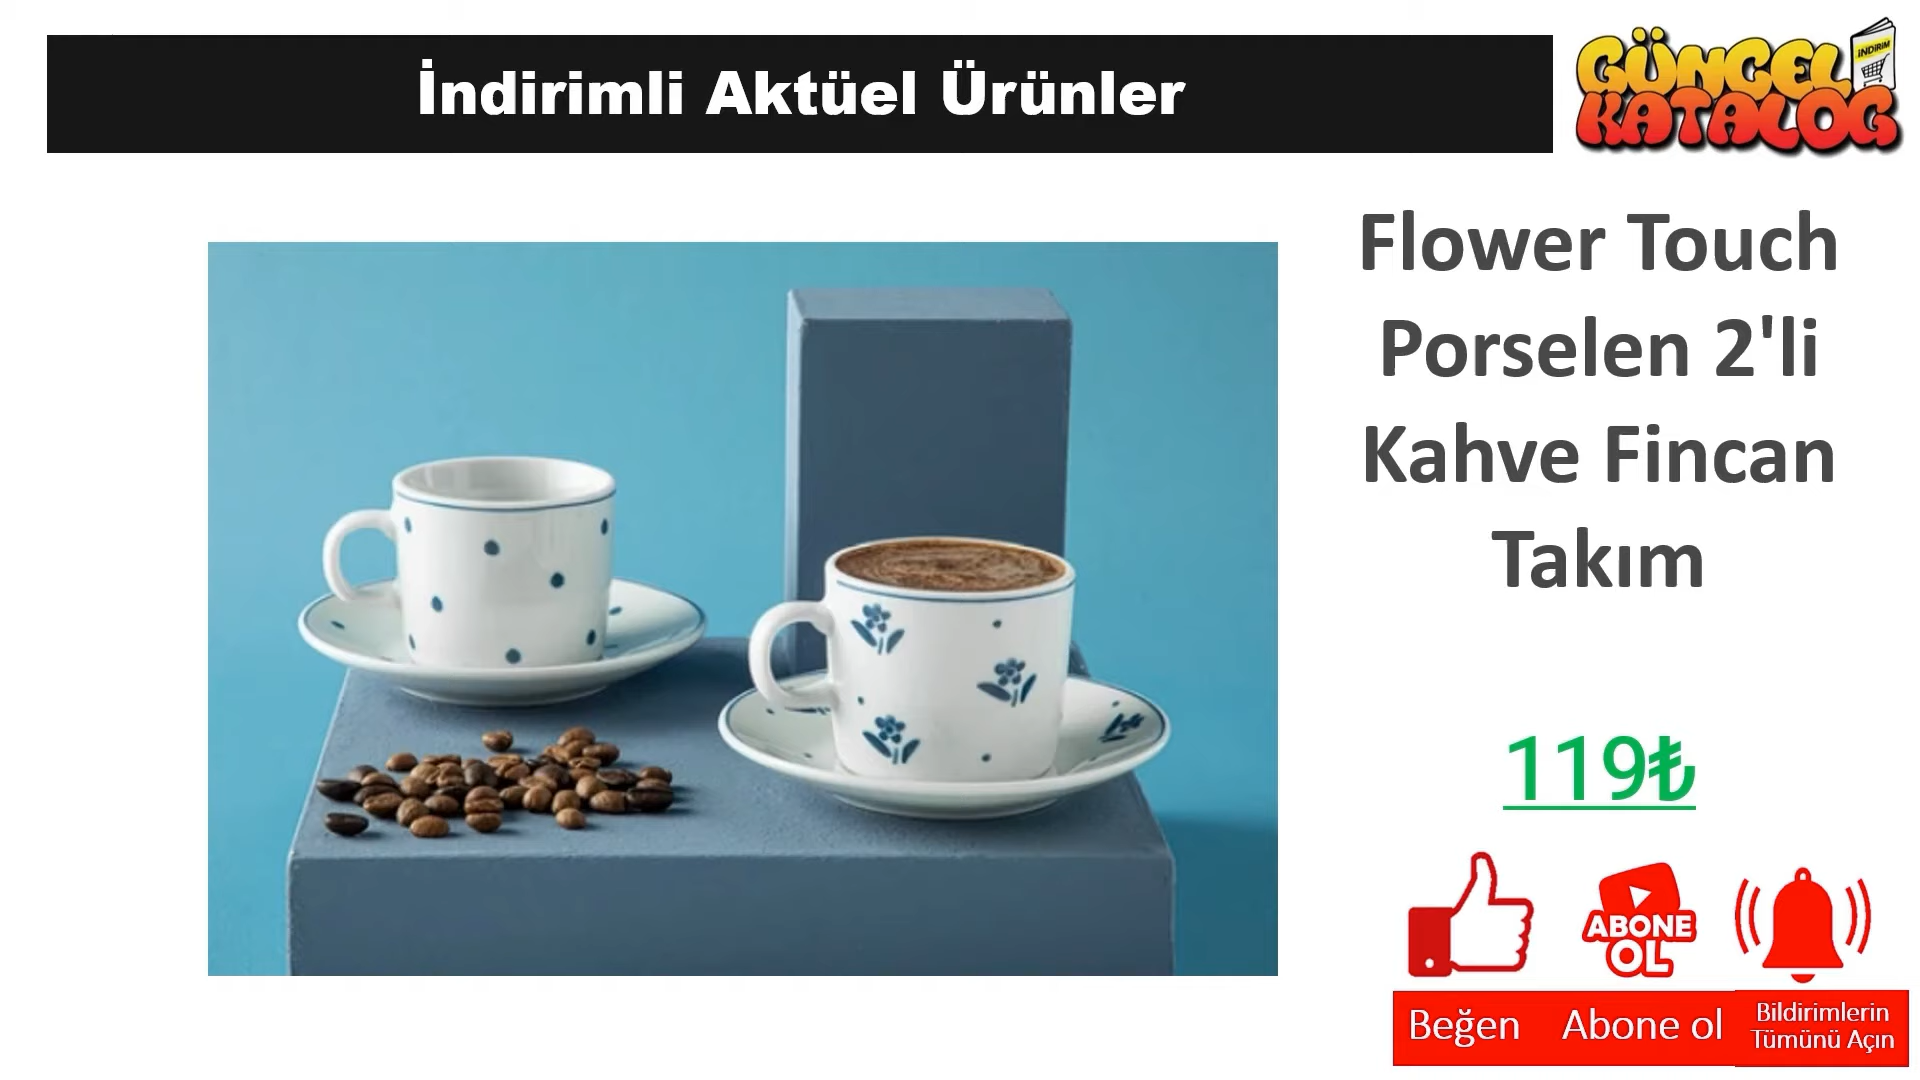 İndirimli Aktüel Ürünler
GÜNCEL
KATALOG
İNDİRİM
Flower Touch
Porselen 2'li
Kahve Fincan
Takım
119₺
ABONE
OL
Beğen
Abone ol
Bildirimlerin
Tümünü Açın